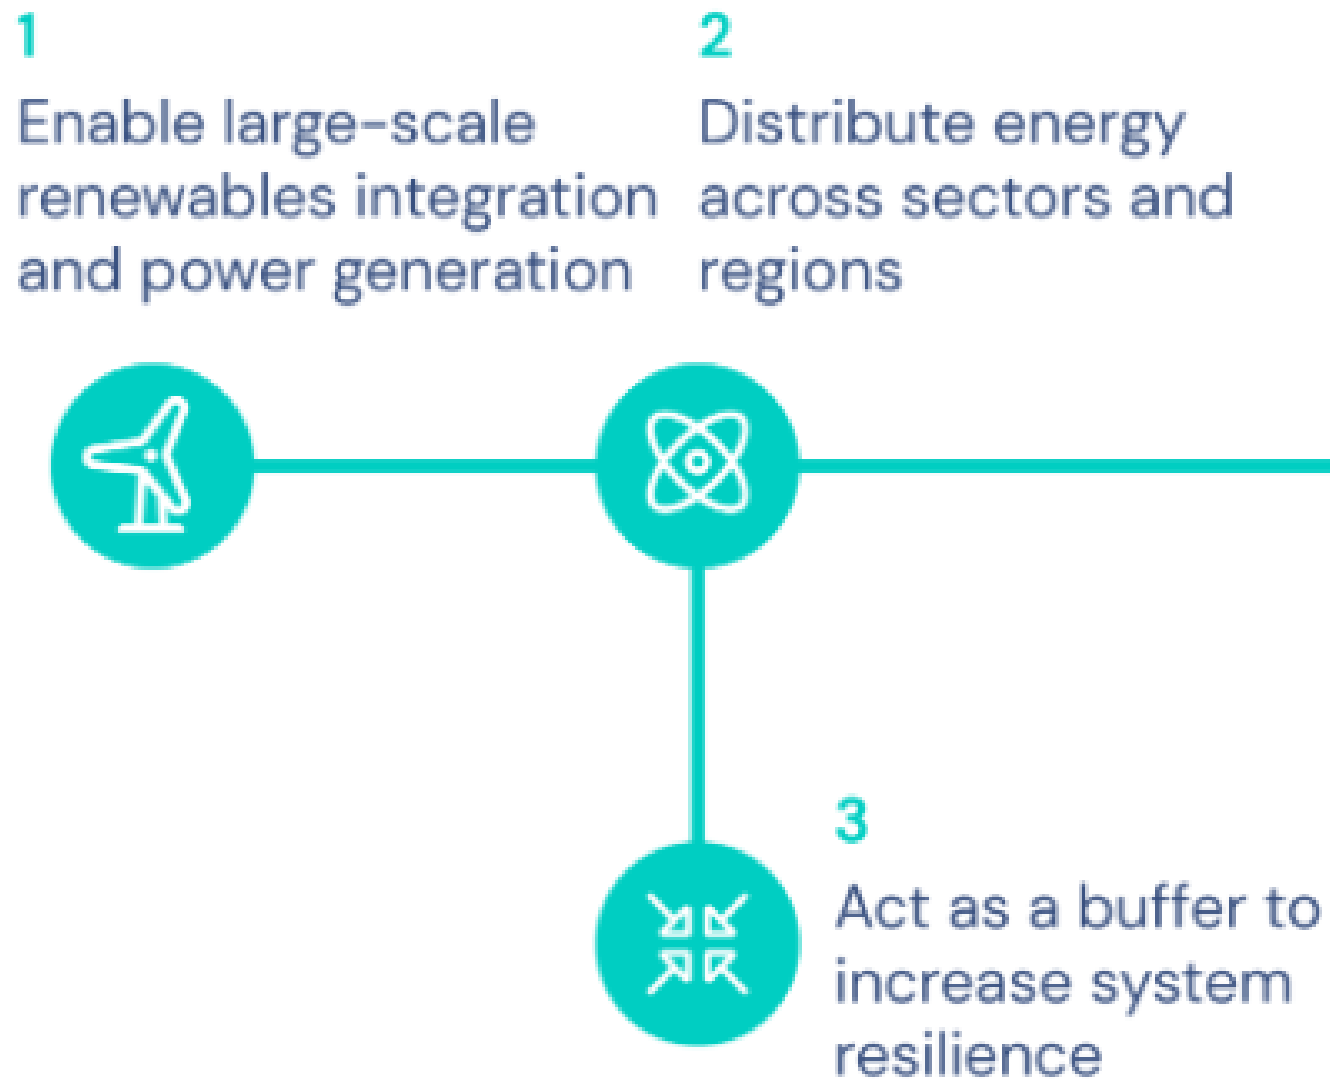 1
Enable large-scale
renewables integration
and power generation
2
Distribute energy
across sectors and
regions
3
Act as a buffer to
increase system
resilience